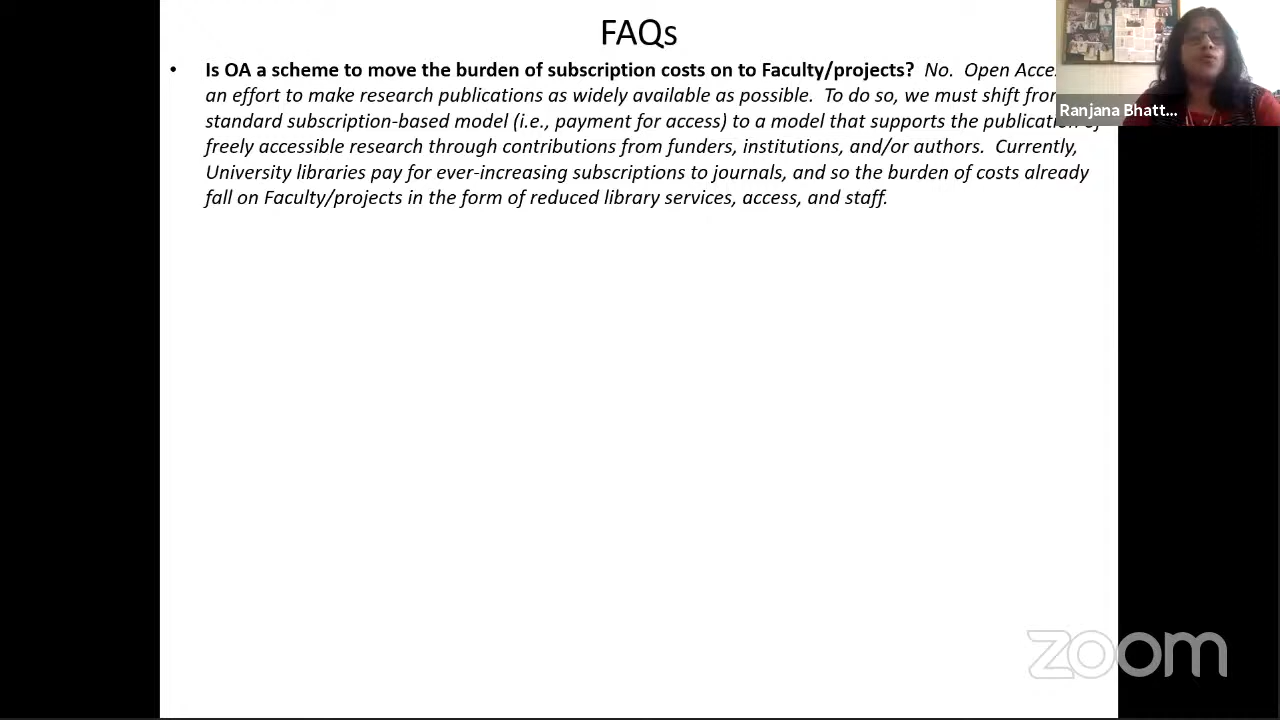 FAQs
• Is OA a scheme to move the burden of subscription costs on to Faculty/projects? No. Open
an effort to make research publications as widely available as possible. To do so, we must shift
standard subscription-based model (i.e., payment for access) to a model that supports the
freely accessible research through contributions from funders, institutions, and/or authors. Currently,
University libraries pay for ever-increasing subscriptions to journals, and so the burden of costs already
fall on Faculty/projects in the form of reduced library services, access, and staff.
Ranjana Bhatt...
zoom